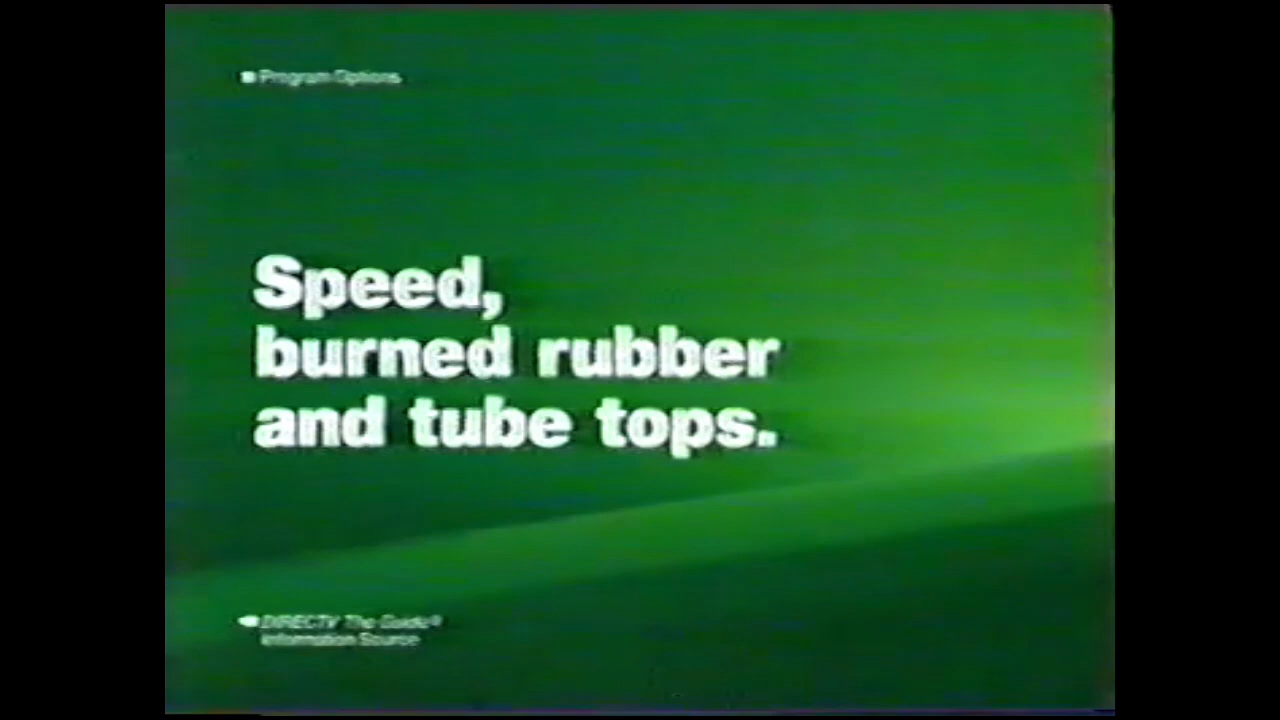 Program Options
Speed,
burned rubber
and tube tops.
DIRECTV The Guide®
Information Source